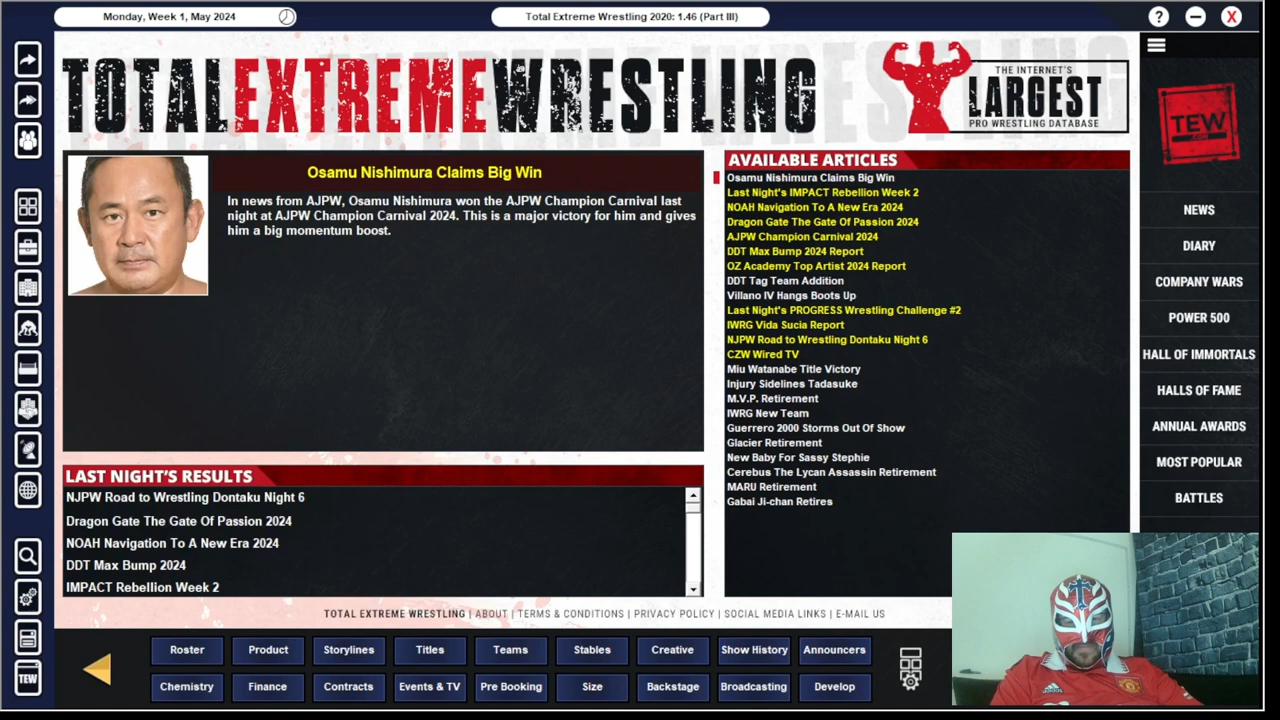 Monday, Week 1, May 2024
Total Extreme Wrestling 2020: 1.46 (Part III)
?
X
TOTALEXTREMEWRESTLING
THE INTERNET'S
LARGEST
PRO WRESTLING DATABASE
TEW
.COM
Osamu Nishimura Claims Big Win
In news from AJPW, Osamu Nishimura won the AJPW Champion Carnival last
night at AJPW Champion Carnival 2024. This is a major victory for him and gives
him a big momentum boost.
AVAILABLE ARTICLES
Osamu Nishimura Claims Big Win
Last Night's IMPACT Rebellion Week 2
NOAH Navigation To A New Era 2024
Dragon Gate The Gate Of Passion 2024
AJPW Champion Carnival 2024
DDT Max Bump 2024 Report
OZ Academy Top Artist 2024 Report
DDT Tag Team Addition
Villano IV Hangs Boots Up
Last Night's PROGRESS Wrestling Challenge #2
IWRG Vida Sucia Report
NJPW Road to Wrestling Dontaku Night 6
CZW Wired TV
Miu Watanabe Title Victory
Injury Sidelines Tadasuke
M.V.P. Retirement
IWRG New Team
Guerrero 2000 Storms Out Of Show
Glacier Retirement
New Baby For Sassy Stephie
Cerebus The Lycan Assassin Retirement
MARU Retirement
Gabai Ji-chan Retires
NEWS
DIARY
COMPANY WARS
POWER 500
HALL OF IMMORTALS
HALLS OF FAME
ANNUAL AWARDS
MOST POPULAR
BATTLES
LAST NIGHT'S RESULTS
NJPW Road to Wrestling Dontaku Night 6
Dragon Gate The Gate Of Passion 2024
NOAH Navigation To A New Era 2024
DDT Max Bump 2024
IMPACT Rebellion Week 2
TOTAL EXTREME WRESTLING | ABOUT | TERMS & CONDITIONS | PRIVACY POLICY | SOCIAL MEDIA LINKS | E-MAIL US
Roster Product Storylines Titles Teams Stables Creative Show History Announcers
Chemistry Finance Contracts Events & TV Pre Booking Size Backstage Broadcasting Develop
TEW
adidas